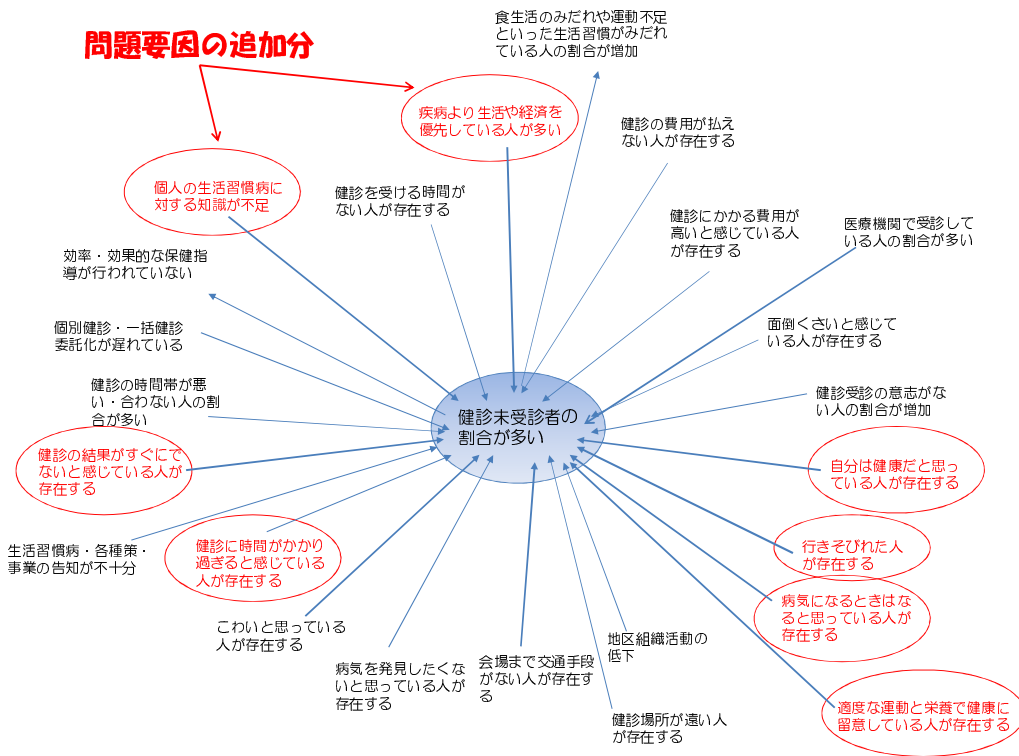 問題要因の追加分
食生活のみだれや運動不足
といった生活習慣がみだれ
ている人の割合が増加
疾病より生活や経済を
優先している人が多い
健診の費用が払え
ない人が存在する
個人の生活習慣病に
対する知識が不足
健診を受ける時間が
ない人が存在する
健診にかかる費用が
高いと感じている人
が存在する
医療機関で受診して
いる人の割合が多い
効率・効果的な保健指
導が行われていない
個別健診・一括健診
委託化が遅れている
面倒くさいと感じて
いる人が存在する
健診の時間帯が悪
い・合わない人の割
合が多い
健診未受診者の
割合が多い
健診受診の意志がな
い人の割合が増加
健診の結果がすぐにで
ないと感じている人が
存在する
自分は健康だと思っ
ている人が存在する
生活習慣病・各種策・
事業の告知が不十分
健診に時間がかかり
過ぎると感じている
人が存在する
行きそびれた人
が存在する
病気になるときはな
ると思っている人が
存在する
こわいと思っている
人が存在する
病気を発見したくな
いと思っている人が
存在する
会場まで交通手段
がない人が存在す
る
地区組織活動の
低下
健診場所が遠い人
が存在する
適度な運動と栄養で健康に
留意している人が存在する